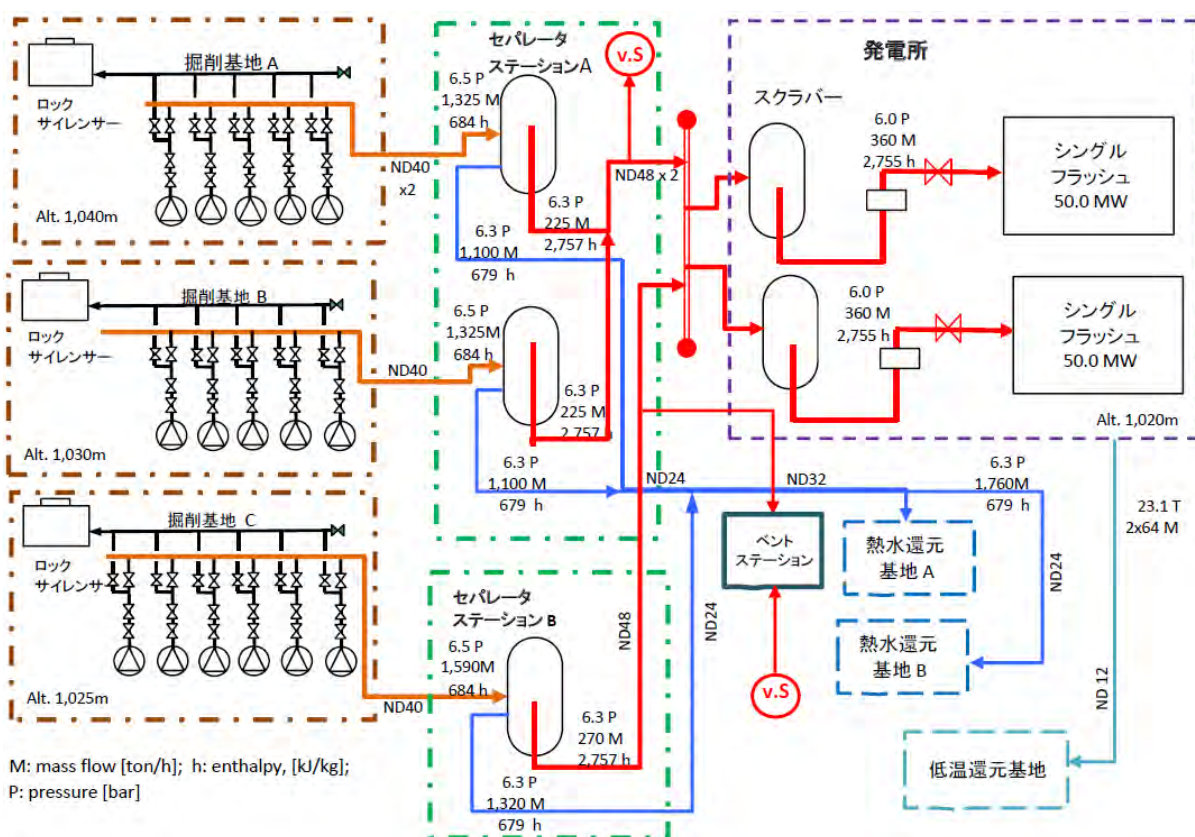 掘削基地 A
ロック
サイレンサー
Alt. 1,040m
ND40
x2
掘削基地 B
ロック
サイレンサー
Alt. 1,030m
ND40
掘削基地 C
ロック
サイレンサー
Alt. 1,025m
ND40
セパレータ
ステーションA
6.5 P
1,325 M
684 h
6.3 P
225 M
2,757 h
6.3 P
1,100 M
679 h
6.5 P
1,325M
684 h
6.3 P
225 M
2,757 h
6.3 P
1,100 M
679 h
セパレータ
ステーション B
6.5 P
1,590M
684 h
6.3 P
270 M
2,757 h
6.3 P
1,320 M
679 h
v.S
ND48 x 2
ND24
ND32
ND48
ND24
ベント
ステーション
v.S
発電所
スクラバー
6.0 P
360 M
2,755 h
シングル
フラッシュ
50.0 MW
6.0 P
360 M
2,755 h
シングル
フラッシュ
50.0 MW
Alt. 1,020m
6.3 P
1,760M
679 h
23.1 T
2x64 M
熱水還元
基地 A
ND24
熱水還元
基地 B
ND 12
低温還元基地
M: mass flow [ton/h]; h: enthalpy, [kJ/kg];
P: pressure [bar]